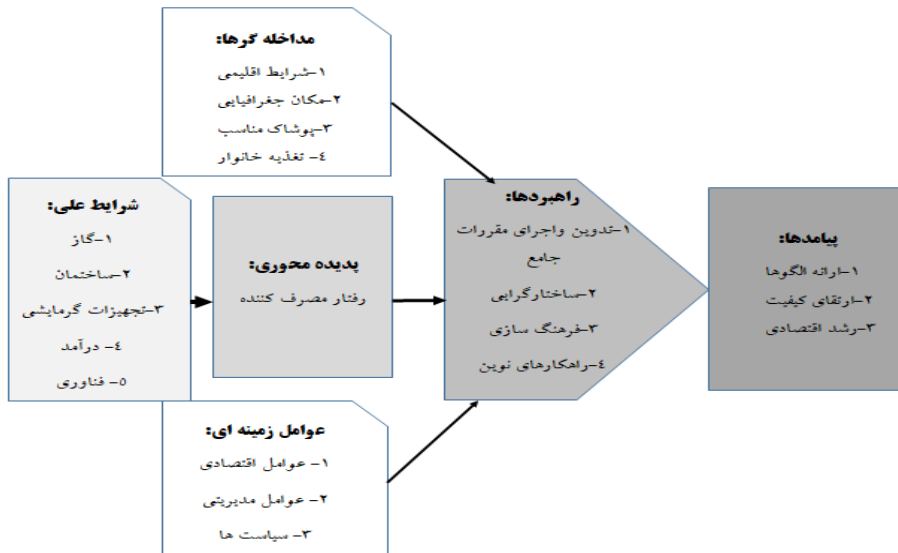 مداخله گرها:
۱-شرایط اقلیمی
۲-مکان جغرافیایی
۳-پوشاک مناسب
٤- تغذیه خانوار
شرایط علی:
۱-گاز
۲-ساختمان
۳-تجهیزات گرمایشی
٤- درآمد
٥- فناوری
پدیده محوری:
رفتار مصرف کننده
راهبردها:
۱-تدوین واجرای مقررات
جامع
۲-ساختارگرایی
۳-فرهنگ سازی
٤-راهکارهای نوین
پیامدها:
۱-ارائه الگوها
۲-ارتقای کیفیت
۳-رشد اقتصادی
عوامل زمینه ای:
۱- عوامل اقتصادی
۲- عوامل مدیریتی
۳- سیاست ها